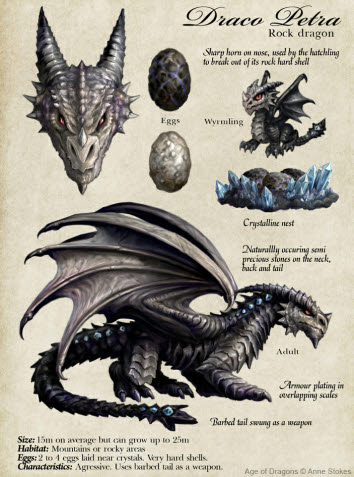 Draco Petra
Rock dragon
Sharp horn on nose, used by the hatchling
to break out of its rock hard shell
Eggs
Wyrmling
Crystalline nest
Naturallly occuring semi
precious stones on the neck,
back and tail
Adult
Armour plating in
overlapping scales
Barbed tail swung as a weapon
Size: 15m on average but can grow up to 25m
Habitat: Mountains or rocky areas
Eggs: 2 to 4 eggs laid near crystals. Very hard shells.
Characteristics: Agressive. Uses barbed tail as a weapon.
Age of Dragons © Anne Stokes